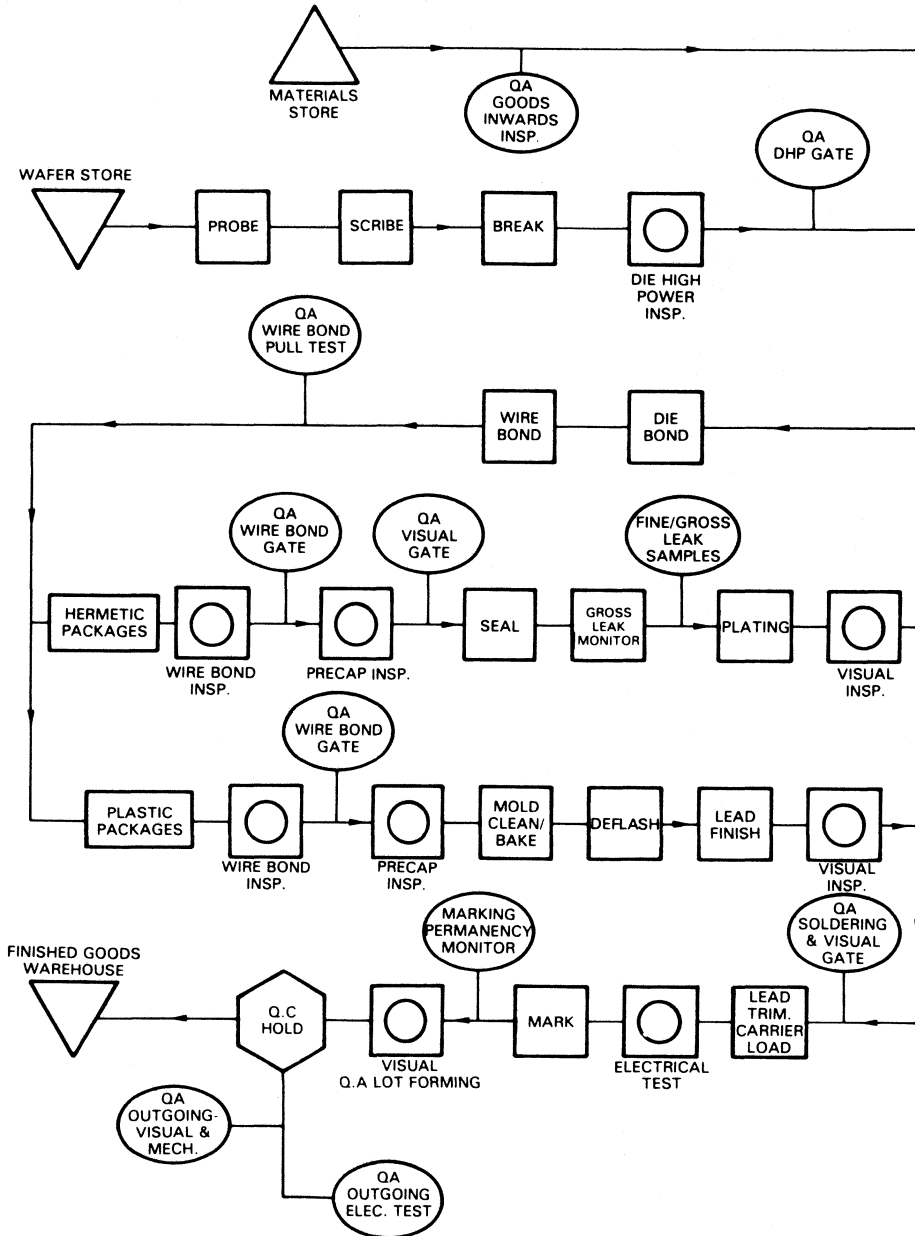 MATERIALS
STORE
QA
GOODS
INWARDS
INSP.
QA
DHP GATE
WAFER STORE
PROBE
SCRIBE
BREAK
DIE HIGH
POWER
INSP.
QA
WIRE BOND
PULL TEST
WIRE
BOND
DIE
BOND
QA
WIRE BOND
GATE
QA
VISUAL
GATE
FINE/GROSS
LEAK
SAMPLES
HERMETIC
PACKAGES
WIRE BOND
INSP.
PRECAP INSP.
SEAL
GROSS
LEAK
MONITOR
PLATING
VISUAL
INSP.
QA
WIRE BOND
GATE
PLASTIC
PACKAGES
WIRE BOND
INSP.
PRECAP
INSP.
MOLD
CLEAN/
BAKE
DEFLASH
LEAD
FINISH
VISUAL
INSP.
MARKING
PERMANENCY
MONITOR
QA
SOLDERING
& VISUAL
GATE
FINISHED GOODS
WAREHOUSE
Q.C
HOLD
VISUAL
Q.A LOT FORMING
MARK
ELECTRICAL
TEST
LEAD
TRIM.
CARRIER
LOAD
QA
OUTGOING-
VISUAL &
MECH.
QA
OUTGOING
ELEC. TEST